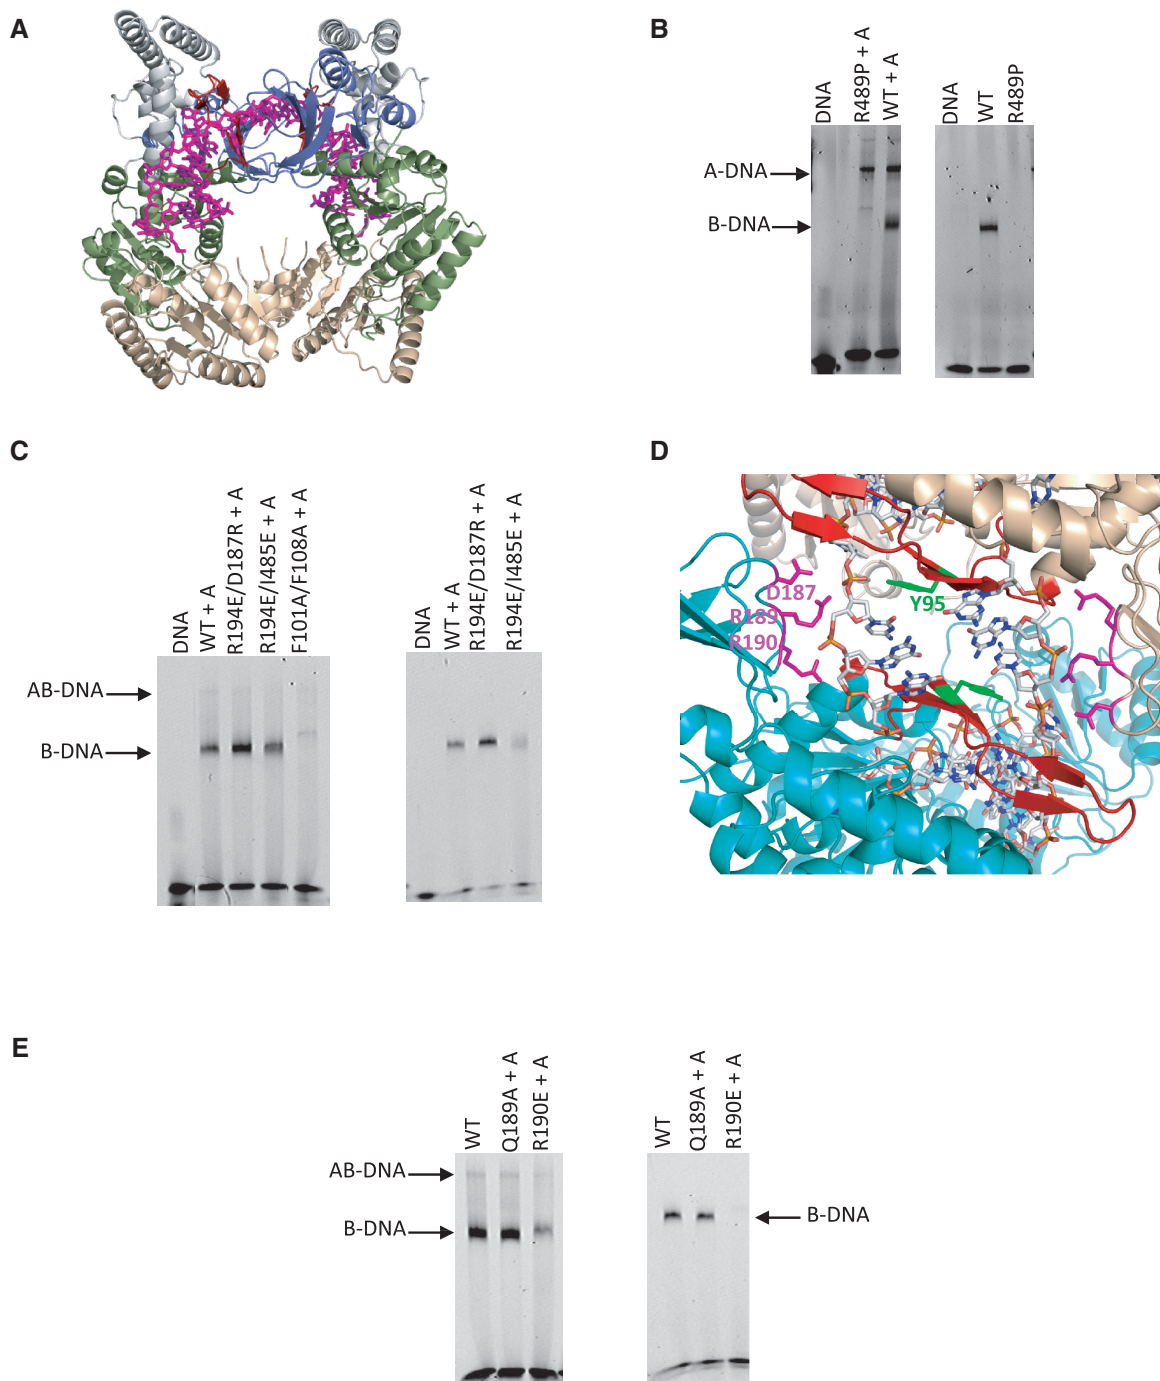 A
B
DNA
R489P + A
WT + A
DNA
WT
R489P
A-DNA
B-DNA
C
DNA
WT + A
R194E/D187R + A
R194E/I485E + A
F101A/F108A + A
DNA
WT + A
R194E/D187R + A
R194E/I485E + A
AB-DNA
B-DNA
D
D187
R189
R190
Y95
E
WT
Q189A + A
R190E + A
WT
Q189A + A
R190E + A
AB-DNA
B-DNA
B-DNA